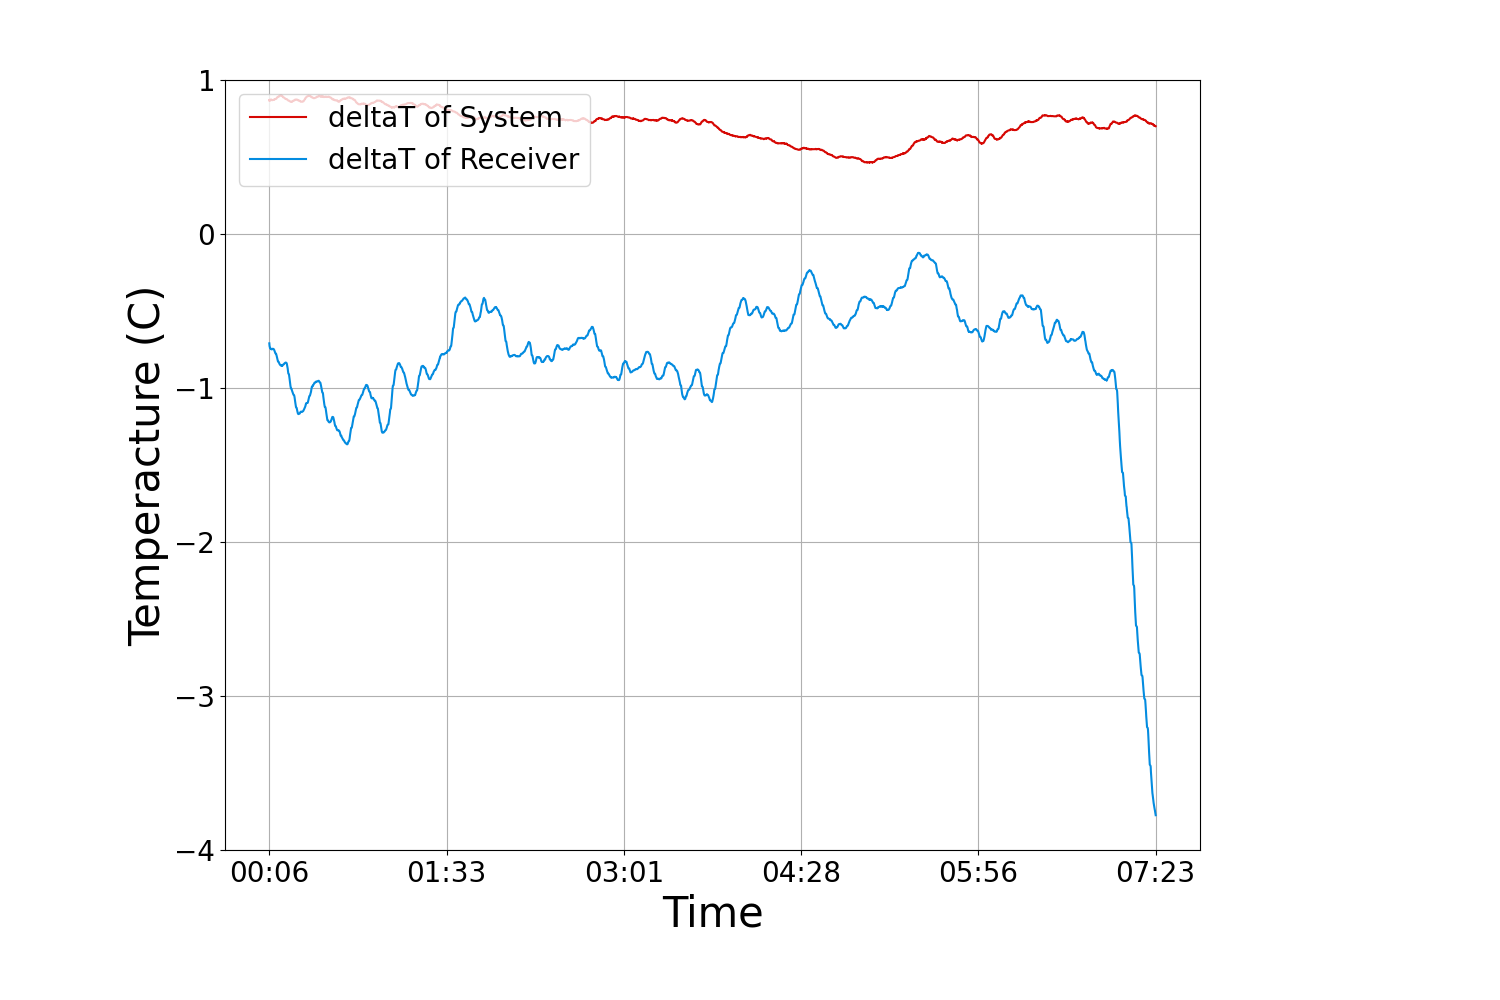 1
deltaT of System
deltaT of Receiver
0
−1
−2
−3
−4
Temperacture (C)
00:06 01:33 03:01 04:28 05:56 07:23
Time